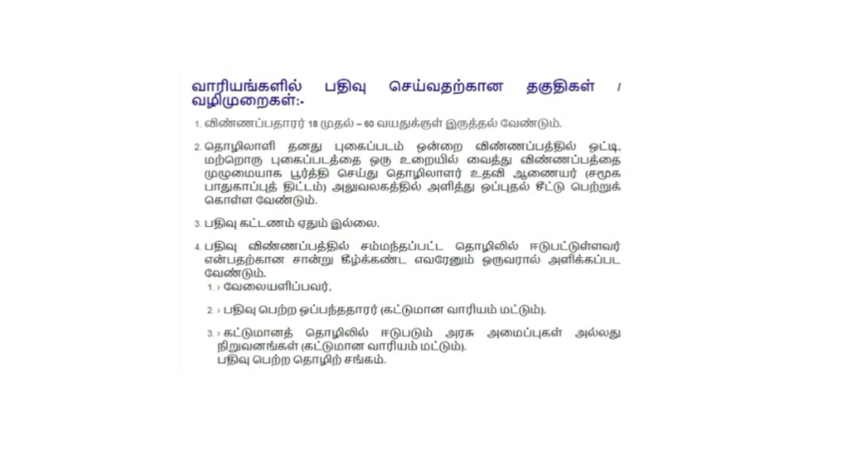 வாரியங்களில் பதிவு செய்வதற்கான தகுதிகள் /
வழிமுறைகள்:-
1. விண்ணப்பதாரர் 18 முதல் – 60 வயதுக்குள் இருத்தல் வேண்டும்.
2. தொழிலாளி தனது புகைப்படம் ஒன்றை விண்ணப்பத்தில் ஒட்டி,
மற்றொரு புகைப்படத்தை ஒரு உறையில் வைத்து விண்ணப்பத்தை
முழுமையாக பூர்த்தி செய்து தொழிலாளர் உதவி ஆணையர் (சமூக
பாதுகாப்புத் திட்டம்) அலுவலகத்தில் அளித்து ஒப்புதல் சீட்டு பெற்றுக்
கொள்ள வேண்டும்.
3. பதிவு கட்டணம் ஏதும் இல்லை.
4. பதிவு விண்ணப்பத்தில் சம்மந்தப்பட்ட தொழிலில் ஈடுபட்டுள்ளவர்
என்பதற்கான சான்று கீழ்க்கண்ட எவரேனும் ஒருவரால் அளிக்கப்பட
வேண்டும்.
1. › வேலையளிப்பவர்,
2. › பதிவு பெற்ற ஒப்பந்ததாரர் (கட்டுமான வாரியம் மட்டும்).
3. › கட்டுமானத் தொழிலில் ஈடுபடும் அரசு அமைப்புகள் அல்லது
நிறுவனங்கள் (கட்டுமான வாரியம் மட்டும்).
பதிவு பெற்ற தொழிற் சங்கம்.